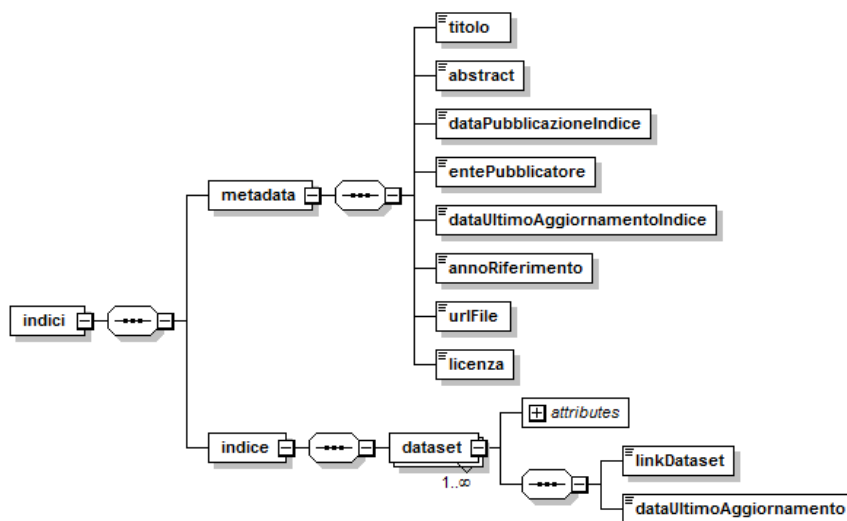 titolo
abstract
dataPubblicazioneIndice
entePubblicatore
metadata
dataUltimoAggiornamentoIndice
annoRiferimento
indici
urlFile
licenza
attributes
indice
dataset
1..∞
linkDataset
dataUltimoAggiornamento